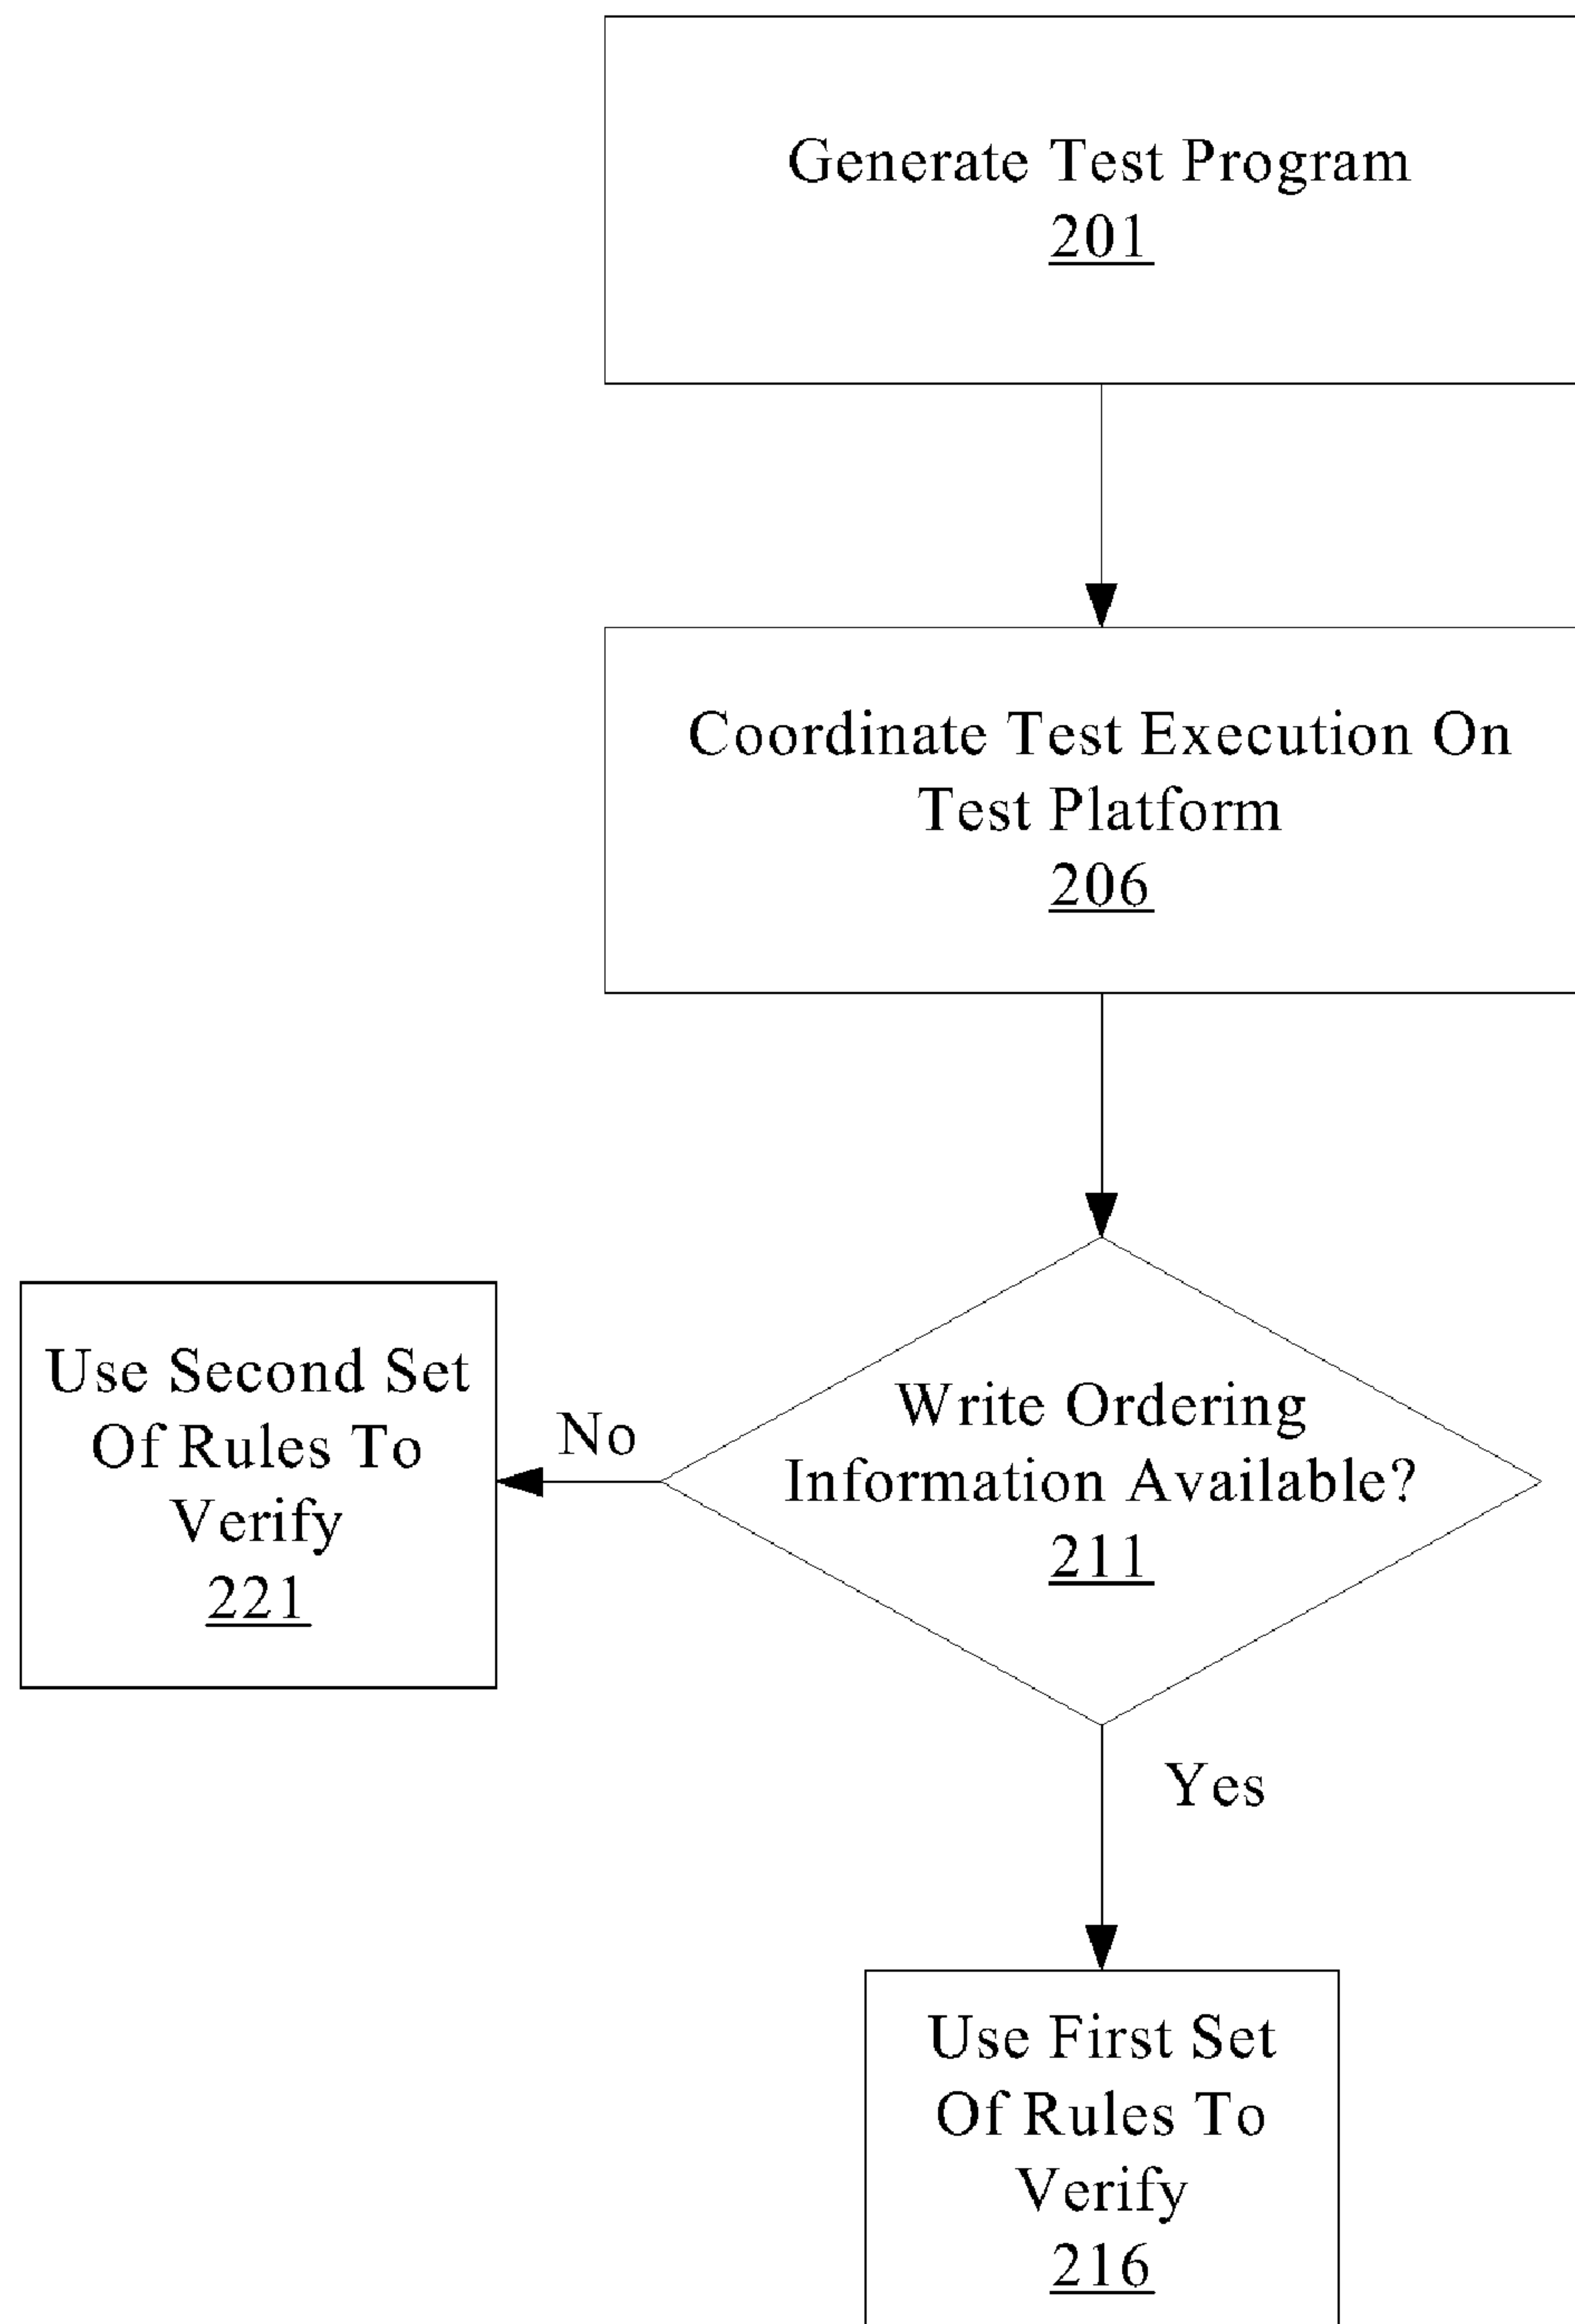 Generate Test Program
201
Coordinate Test Execution On
Test Platform
206
Write Ordering
Information Available?
211
No
Use Second Set
Of Rules To
Verify
221
Yes
Use First Set
Of Rules To
Verify
216